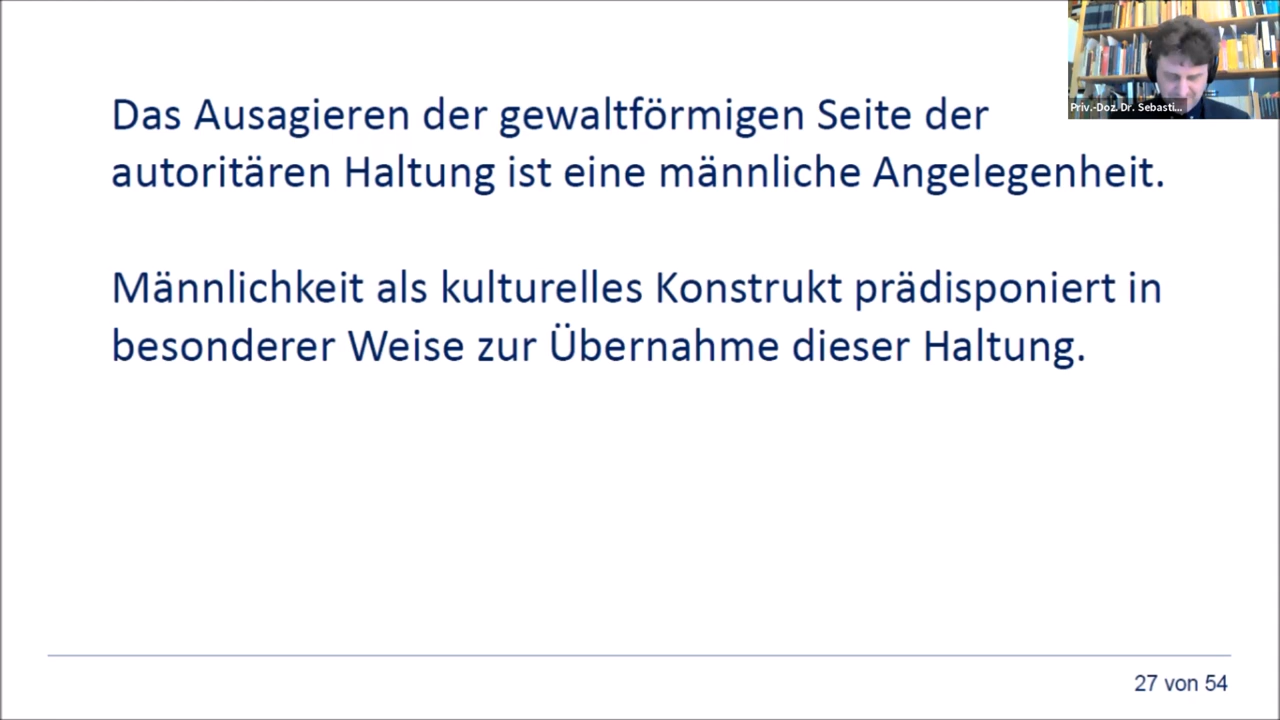 Das Ausagieren der gewaltförmigen Seite der
autoritären Haltung ist eine männliche Angelegenheit.
Männlichkeit als kulturelles Konstrukt prädisponiert in
besonderer Weise zur Übernahme dieser Haltung.
Priv.-Doz. Dr. Sebasti...
27 von 54